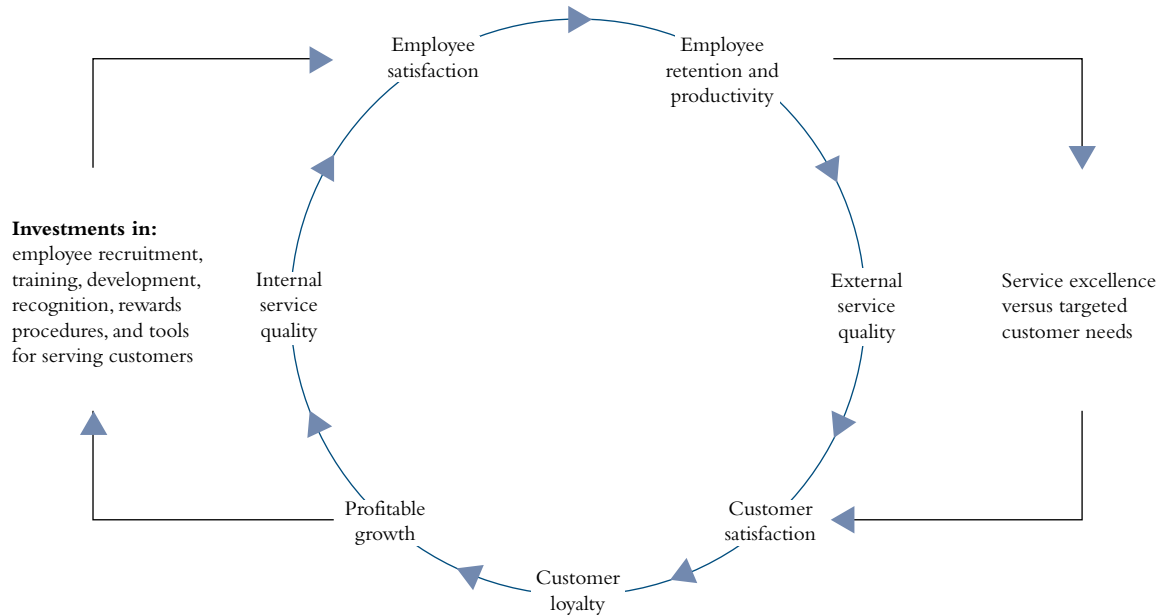 Employee
satisfaction
Employee
retention and
productivity
Investments in:
employee recruitment,
training, development,
recognition, rewards
procedures, and tools
for serving customers
Internal
service
quality
External
service
quality
Service excellence
versus targeted
customer needs
Profitable
growth
Customer
satisfaction
Customer
loyalty